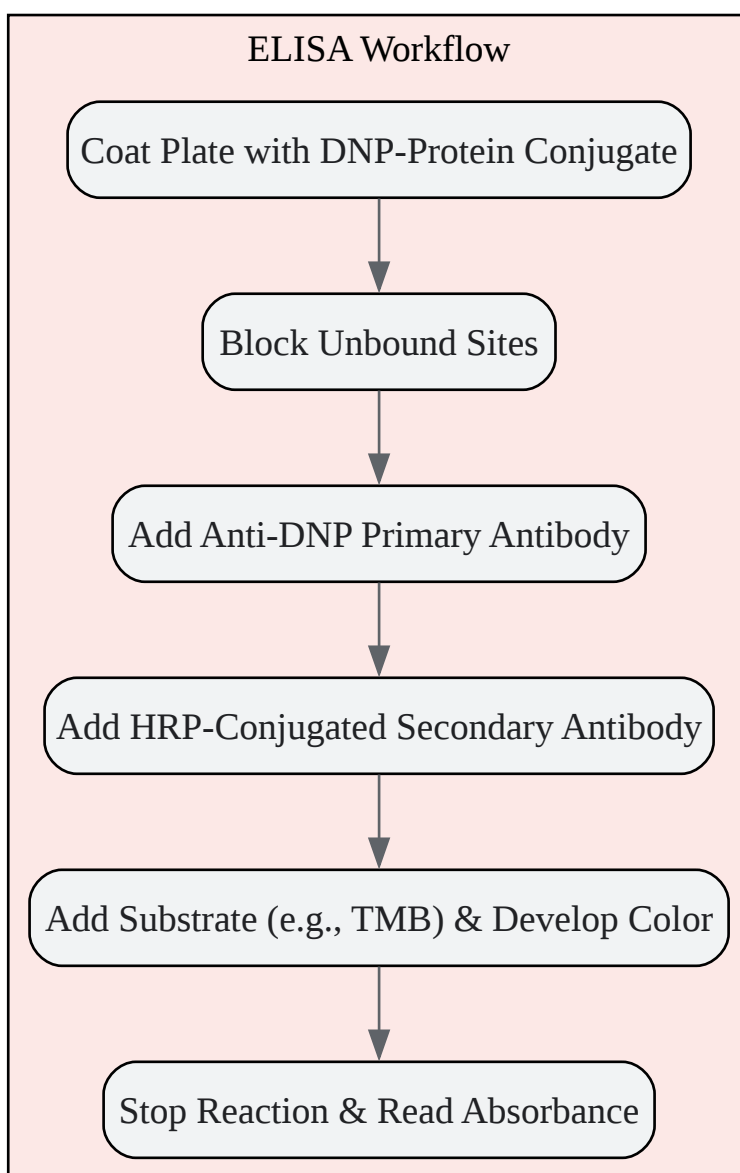 ELISA Workflow
Coat Plate with DNP-Protein Conjugate
Block Unbound Sites
Add Anti-DNP Primary Antibody
Add HRP-Conjugated Secondary Antibody
Add Substrate (e.g., TMB) & Develop Color
Stop Reaction & Read Absorbance